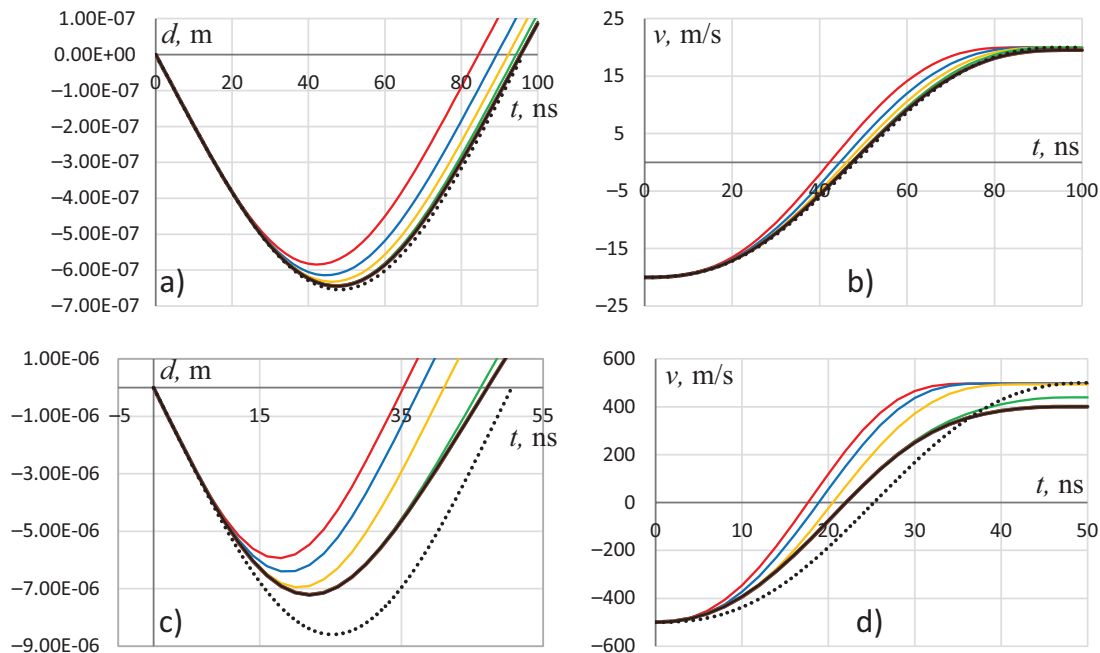 1.00E-07
0.00E+00
−1.00E-07
−2.00E-07
−3.00E-07
−4.00E-07
−5.00E-07
−6.00E-07
−7.00E-07
d, m
0 20 40 60 80 100
t, ns
a)
25
15
5
−5
−15
−25
v, m/s
t, ns
0 20 40 60 80 100
b)
1.00E-06
−1.00E-06
−3.00E-06
−5.00E-06
−7.00E-06
−9.00E-06
d, m
−5 15 35 55
t, ns
c)
600
400
200
0
−200
−400
−600
v, m/s
t, ns
0 10 20 30 40 50
d)